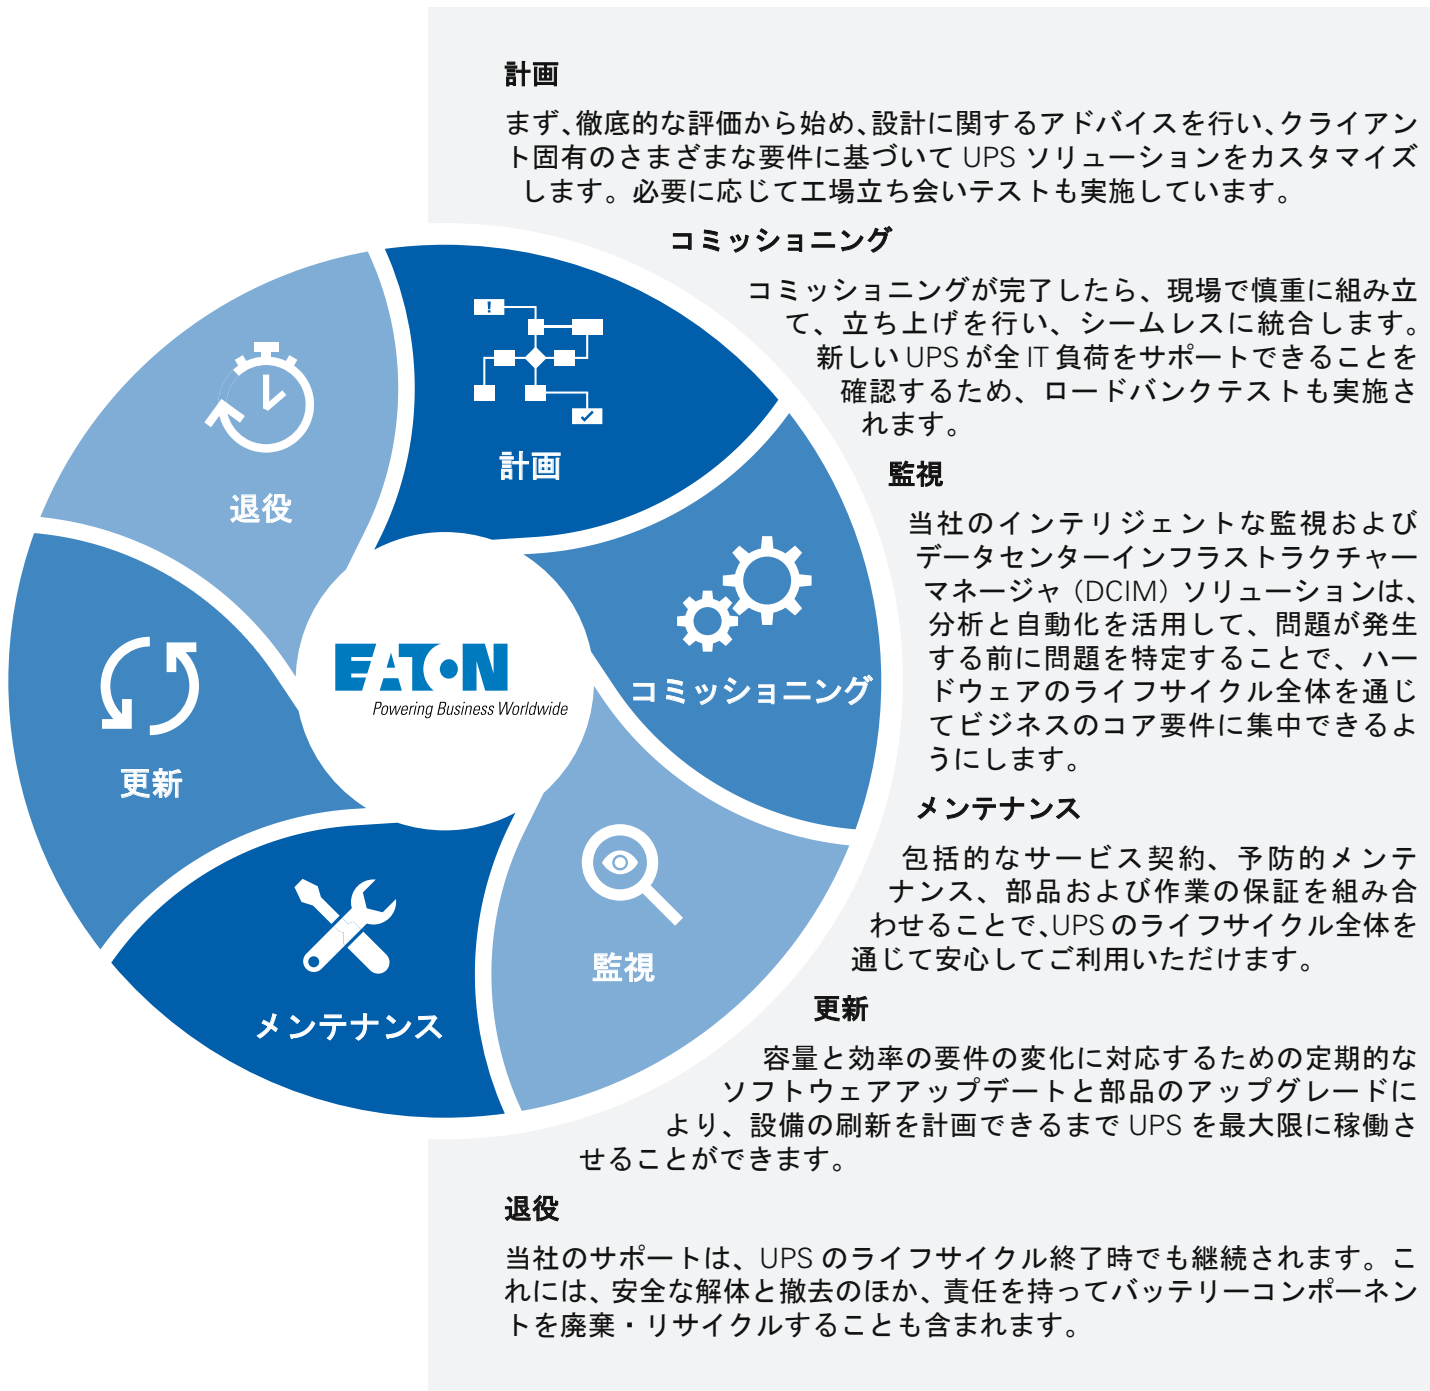 計画
まず、徹底的な評価から始め、設計に関するアドバイスを行い、クライアン
ト固有のさまざまな要件に基づいて UPS ソリューションをカスタマイズ
します。必要に応じて工場立ち会いテストも実施しています。
コミッショニング
コミッショニングが完了したら、現場で慎重に組み立
て、立ち上げを行い、シームレスに統合します。
新しい UPS が全 IT 負荷をサポートできることを
確認するため、ロードバンクテストも実施さ
れます。
監視
当社のインテリジェントな監視および
データセンターインフラストラクチャー
マネージャ（DCIM）ソリューションは、
分析と自動化を活用して、問題が発生
する前に問題を特定することで、ハー
ドウェアのライフサイクル全体を通じ
てビジネスのコア要件に集中できるよ
うにします。
メンテナンス
包括的なサービス契約、予防的メンテ
ナンス、部品および作業の保証を組み合
わせることで、UPS のライフサイクル全体を
通じて安心してご利用いただけます。
更新
容量と効率の要件の変化に対応するための定期的な
ソフトウェアアップデートと部品のアップグレードに
より、設備の刷新を計画できるまで UPS を最大限に稼働さ
せることができます。
退役
当社のサポートは、UPS のライフサイクル終了時でも継続されます。こ
れには、安全な解体と撤去のほか、責任を持ってバッテリーコンポーネン
トを廃棄・リサイクルすることも含まれます。
計画
コミッショニング
監視
メンテナンス
更新
退役
EATON
Powering Business Worldwide